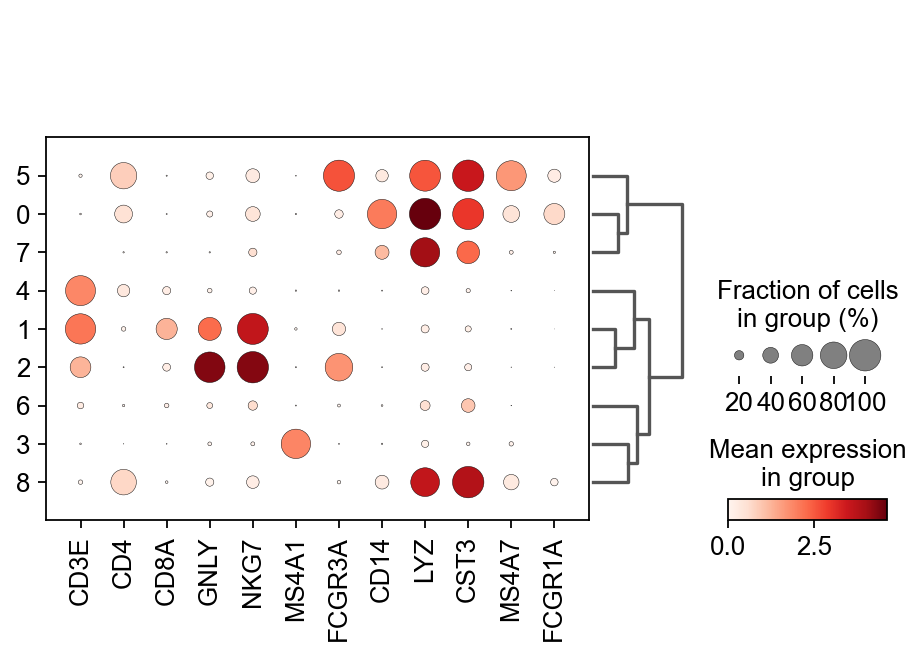 5
0
7
4
1
2
6
3
8
CD3E
CD4
CD8A
GNLY
NKG7
MS4A1
FCGR3A
CD14
LYZ
CST3
MS4A7
FCGR1A
Fraction of cells
in group (%)
20 40 60 80 100
Mean expression
in group
0.0 2.5